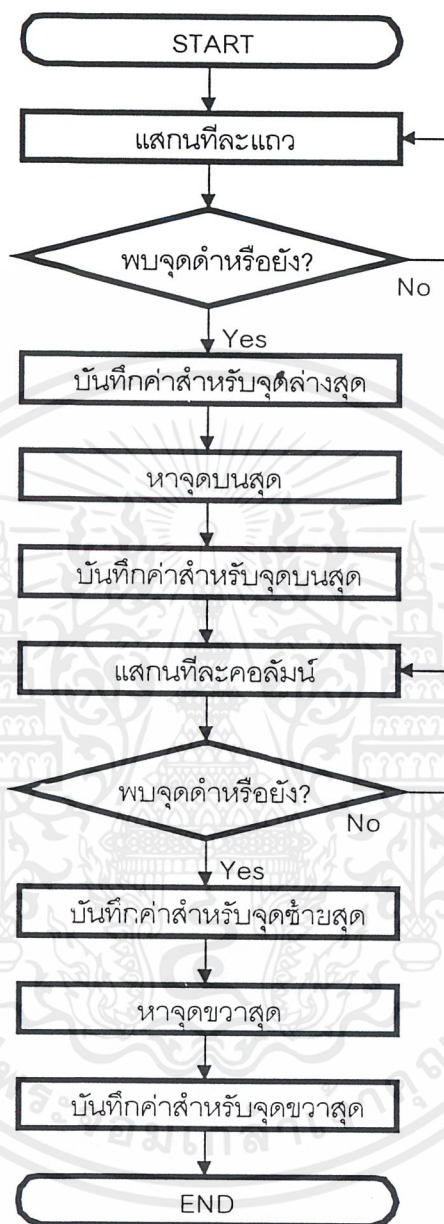 START
แสกนทีละแถว
พบจุดดำหรือยัง?
No
Yes
บันทึกค่าสำหรับจุดล่างสุด
หาจุดบนสุด
บันทึกค่าสำหรับจุดบนสุด
แสกนทีละคอลัมน์
พบจุดดำหรือยัง?
No
Yes
บันทึกค่าสำหรับจุดซ้ายสุด
หาจุดขวาสุด
บันทึกค่าสำหรับจุดขวาสุด
END